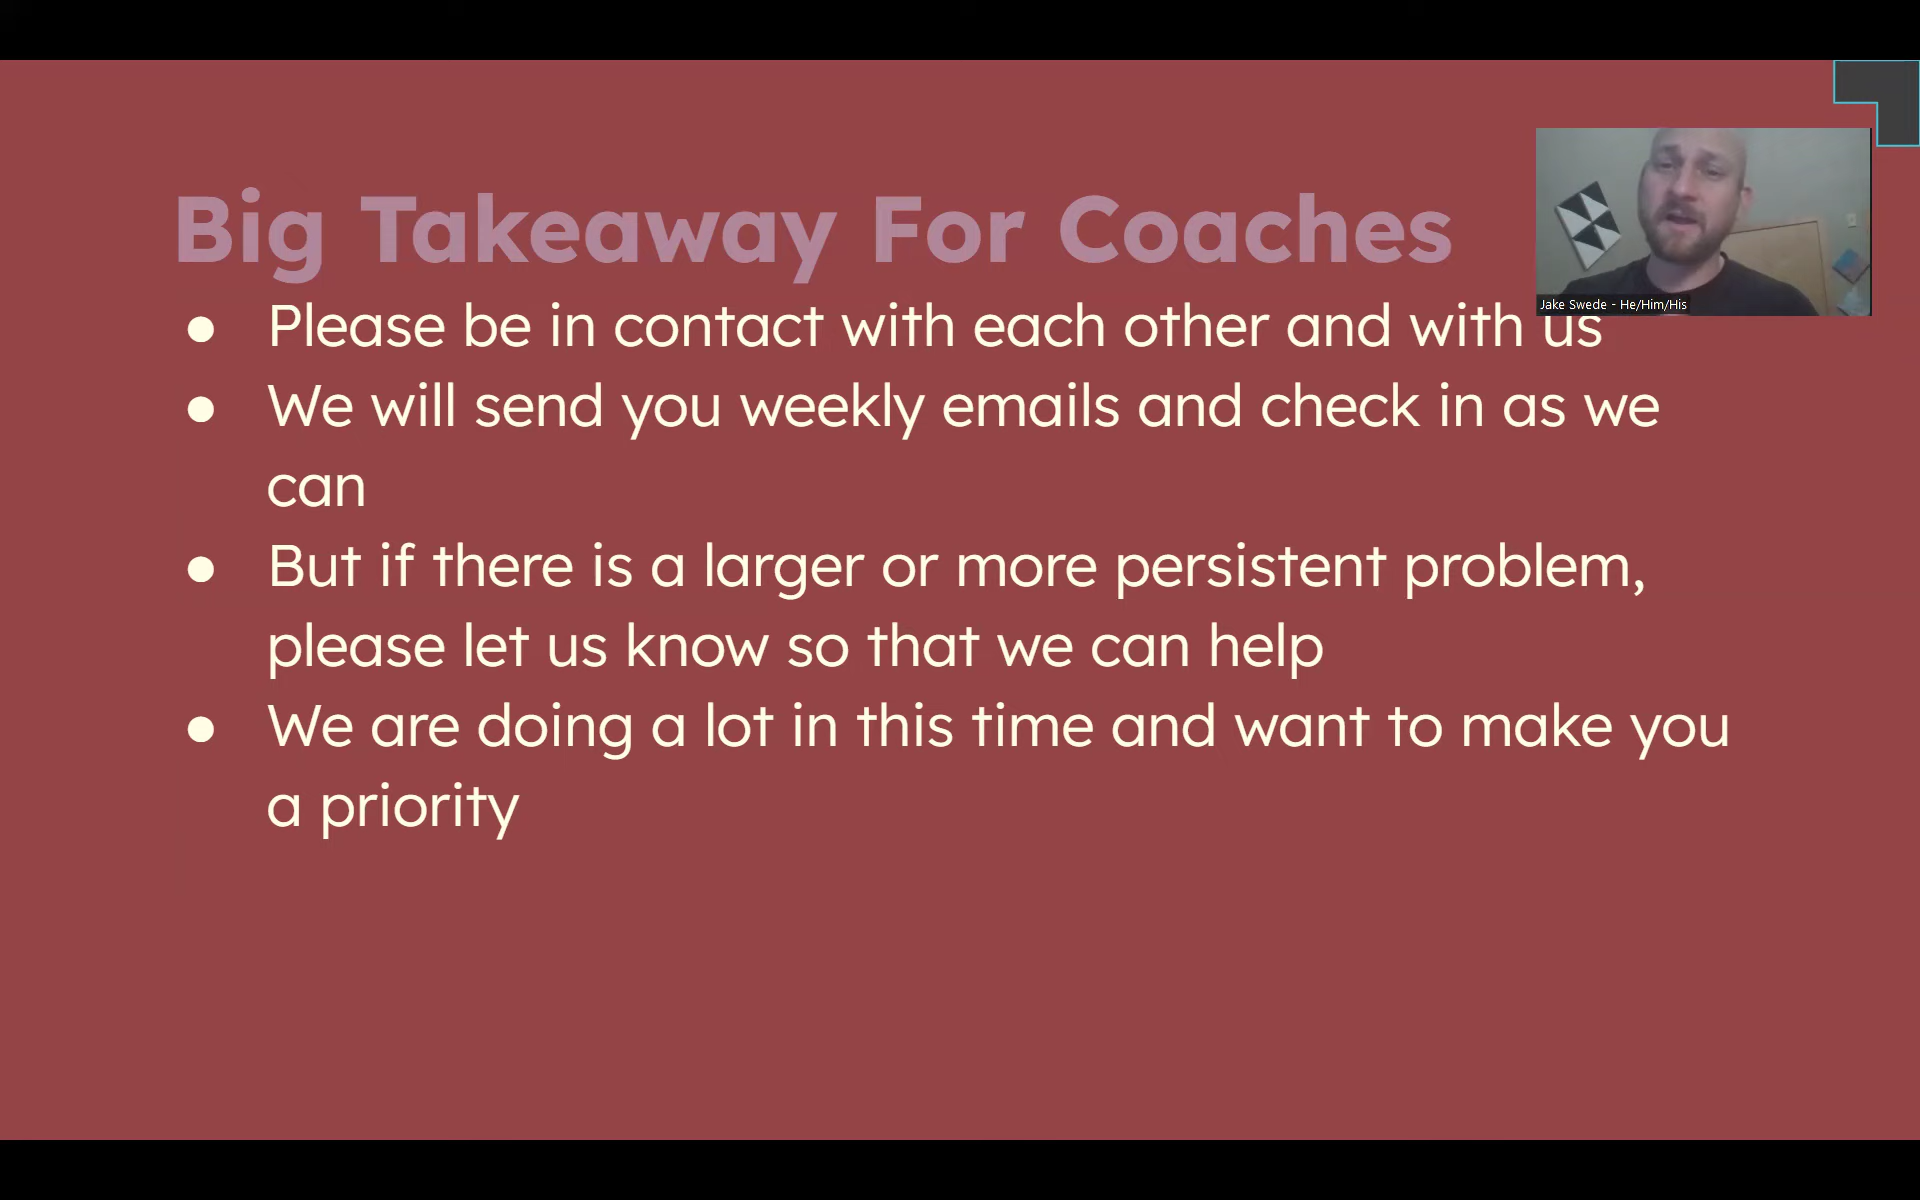 Big Takeaway For Coaches
Jake Swede - He/Him/His
● Please be in contact with each other and with us
● We will send you weekly emails and check in as we
can
● But if there is a larger or more persistent problem,
please let us know so that we can help
● We are doing a lot in this time and want to make you
a priority